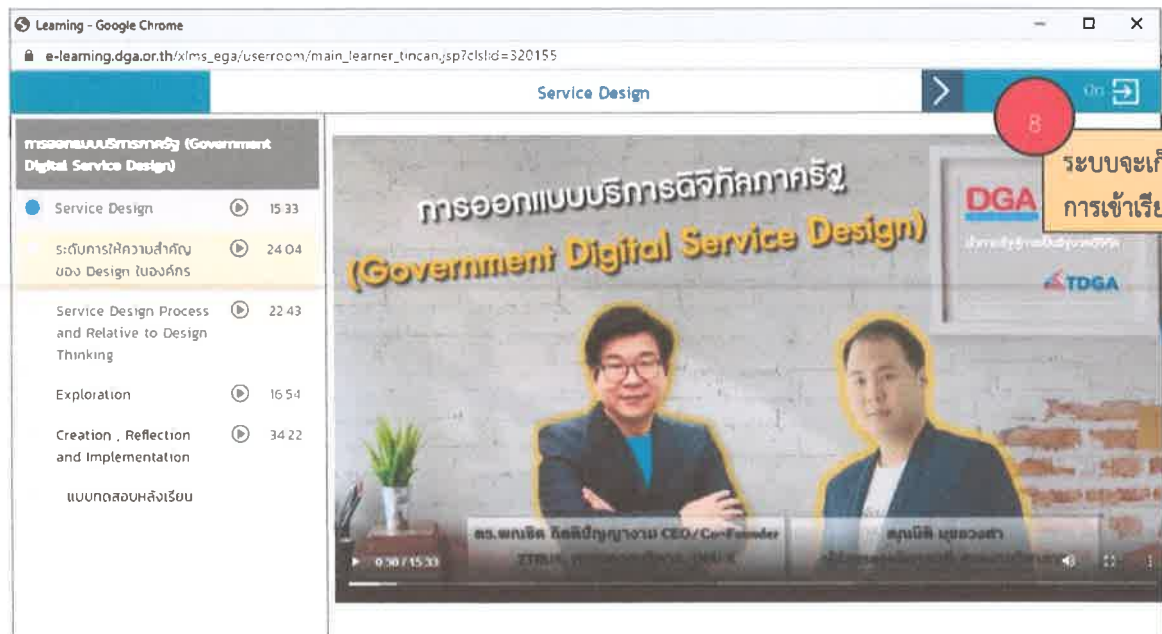 Learning - Google Chrome
e-learning.dga.or.th/xlms_ega/userroom/main_learner_tincan.jsp?clsId=320155
Service Design
8
ระบบจะเก็
การเข้าเรีย
การออกแบบบริการภาครัฐ (Government
Digital Service Design)
Service Design 15:33
ระดับการให้ความสำคัญ 24:04
ของ Design ในองค์กร
Service Design Process 22:43
and Relative to Design
Thinking
Exploration 16:54
Creation , Reflection 34:22
and Implementation
แบบทดสอบหลังเรียน
การออกแบบบริการดิจิทัลภาครัฐ
(Government Digital Service Design)
DGA
TDGA
CEO/Co-Founder
0:50 / 15:33